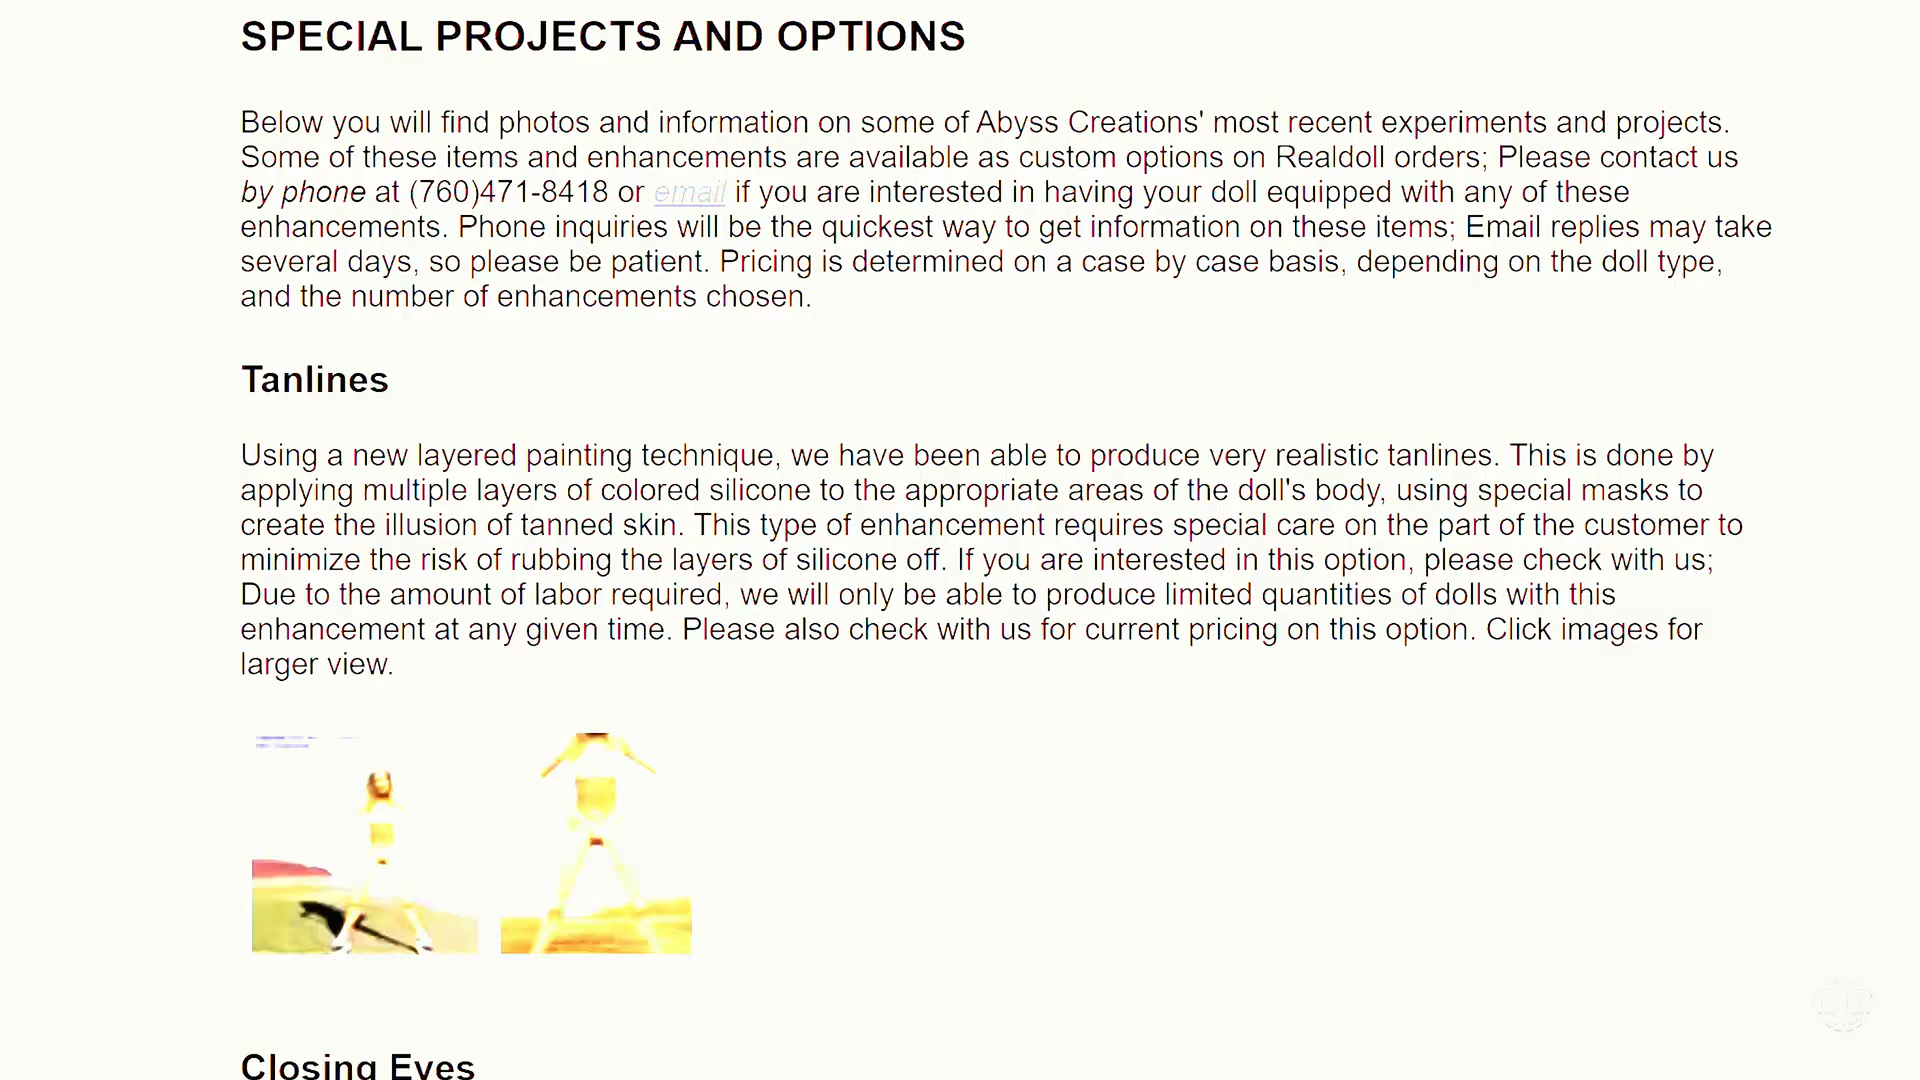 SPECIAL PROJECTS AND OPTIONS
Below you will find photos and information on some of Abyss Creations' most recent experiments and projects.
Some of these items and enhancements are available as custom options on Realdoll orders; Please contact us
by phone at (760)471-8418 or email if you are interested in having your doll equipped with any of these
enhancements. Phone inquiries will be the quickest way to get information on these items; Email replies may take
several days, so please be patient. Pricing is determined on a case by case basis, depending on the doll type,
and the number of enhancements chosen.
Tanlines
Using a new layered painting technique, we have been able to produce very realistic tanlines. This is done by
applying multiple layers of colored silicone to the appropriate areas of the doll's body, using special masks to
create the illusion of tanned skin. This type of enhancement requires special care on the part of the customer to
minimize the risk of rubbing the layers of silicone off. If you are interested in this option, please check with us;
Due to the amount of labor required, we will only be able to produce limited quantities of dolls with this
enhancement at any given time. Please also check with us for current pricing on this option. Click images for
larger view.
Closing Eyes